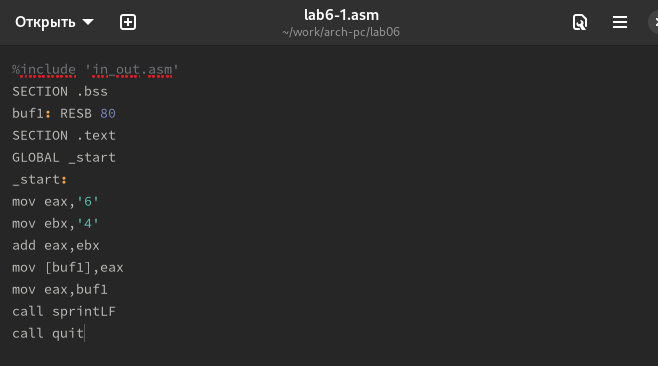 Открыть
lab6-1.asm
~/work/arch-pc/lab06
%include 'in_out.asm'
SECTION .bss
buf1: RESB 80
SECTION .text
GLOBAL _start
_start:
mov eax,'6'
mov ebx,'4'
add eax,ebx
mov [buf1],eax
mov eax,buf1
call sprintLF
call quit